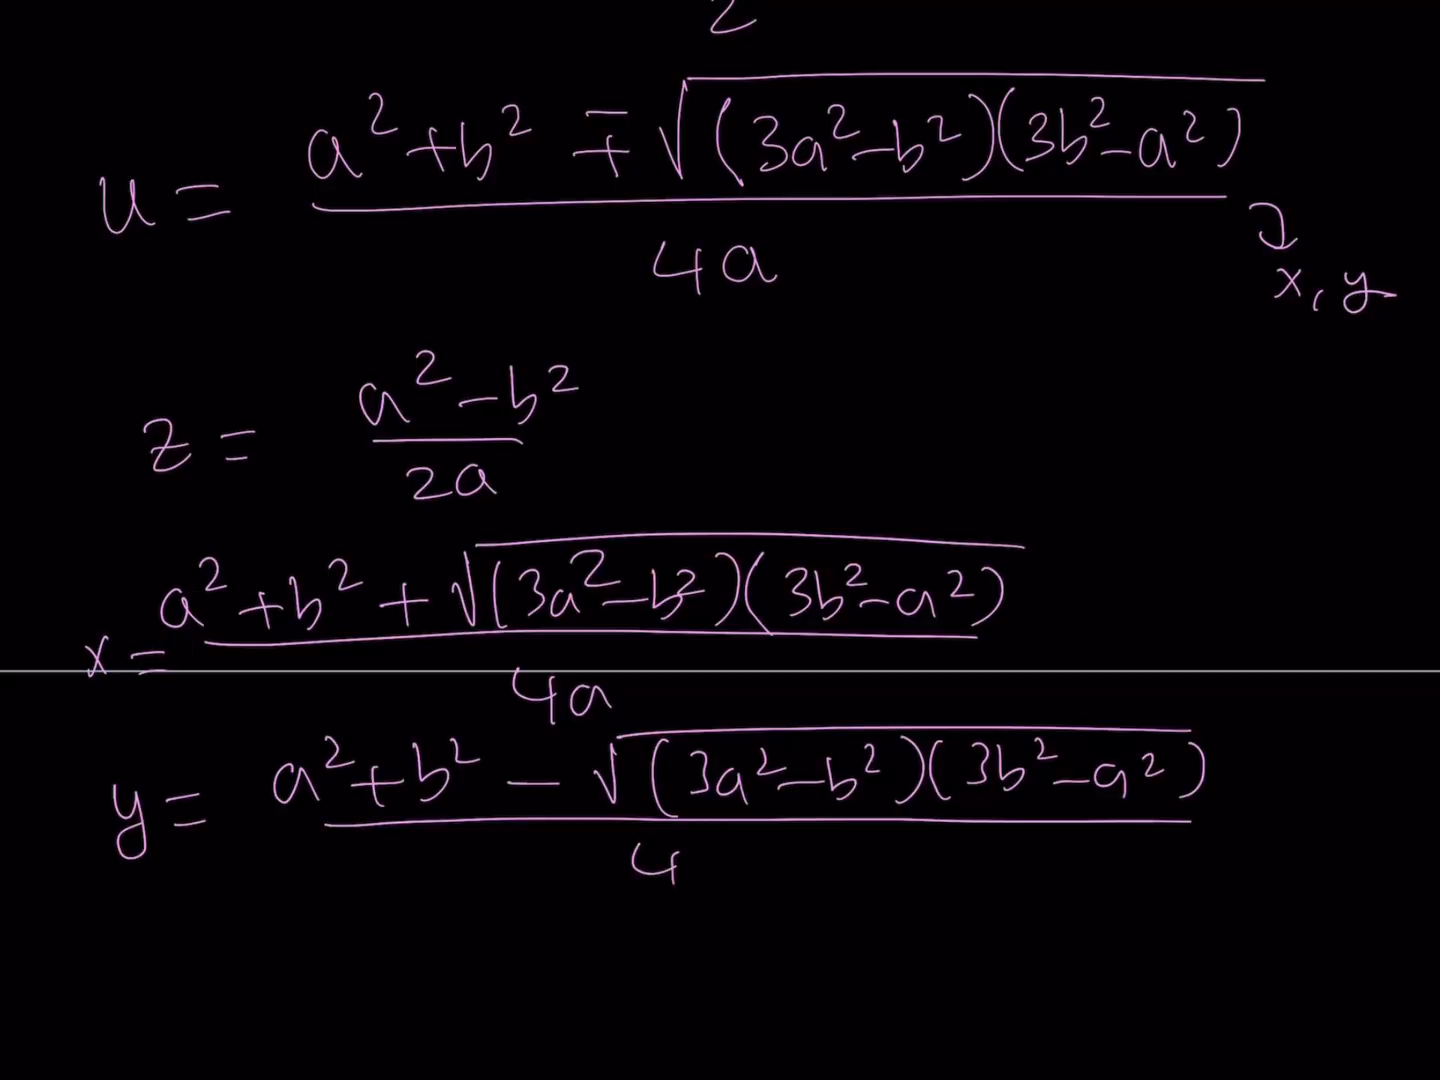 2
u = (a² + b² ∓ √((3a² − b²)(3b² − a²))) / 4a
x, y
z = (a² − b²) / 2a
x = (a² + b² + √((3a² − b²)(3b² − a²))) / 4a
y = (a² + b² − √((3a² − b²)(3b² − a²))) / 4